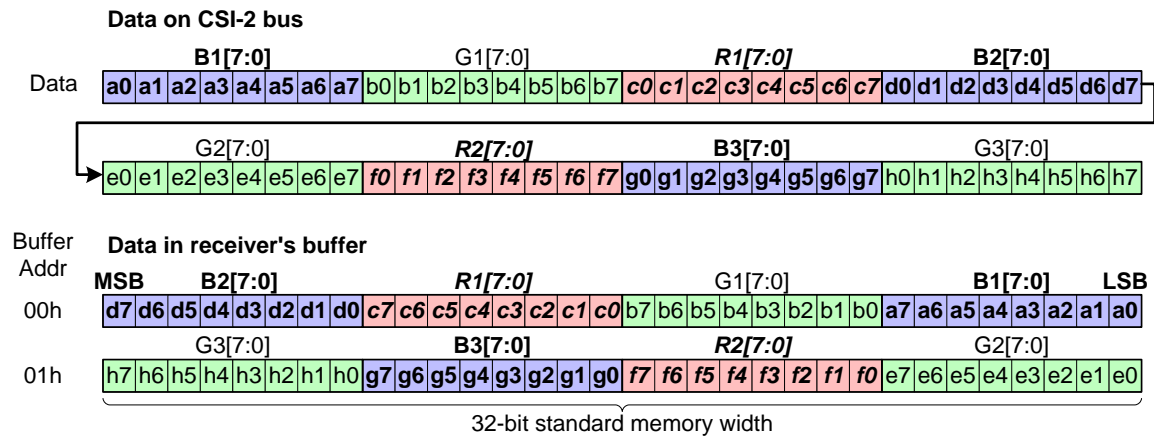 Data on CSI-2 bus
B1[7:0] G1[7:0] R1[7:0] B2[7:0]
Data a0 a1 a2 a3 a4 a5 a6 a7 b0 b1 b2 b3 b4 b5 b6 b7 c0 c1 c2 c3 c4 c5 c6 c7 d0 d1 d2 d3 d4 d5 d6 d7
G2[7:0] R2[7:0] B3[7:0] G3[7:0]
e0 e1 e2 e3 e4 e5 e6 e7 f0 f1 f2 f3 f4 f5 f6 f7 g0 g1 g2 g3 g4 g5 g6 g7 h0 h1 h2 h3 h4 h5 h6 h7
Buffer Addr
Data in receiver's buffer
MSB B2[7:0] R1[7:0] G1[7:0] B1[7:0] LSB
00h d7 d6 d5 d4 d3 d2 d1 d0 c7 c6 c5 c4 c3 c2 c1 c0 b7 b6 b5 b4 b3 b2 b1 b0 a7 a6 a5 a4 a3 a2 a1 a0
G3[7:0] B3[7:0] R2[7:0] G2[7:0]
01h h7 h6 h5 h4 h3 h2 h1 h0 g7 g6 g5 g4 g3 g2 g1 g0 f7 f6 f5 f4 f3 f2 f1 f0 e7 e6 e5 e4 e3 e2 e1 e0
32-bit standard memory width